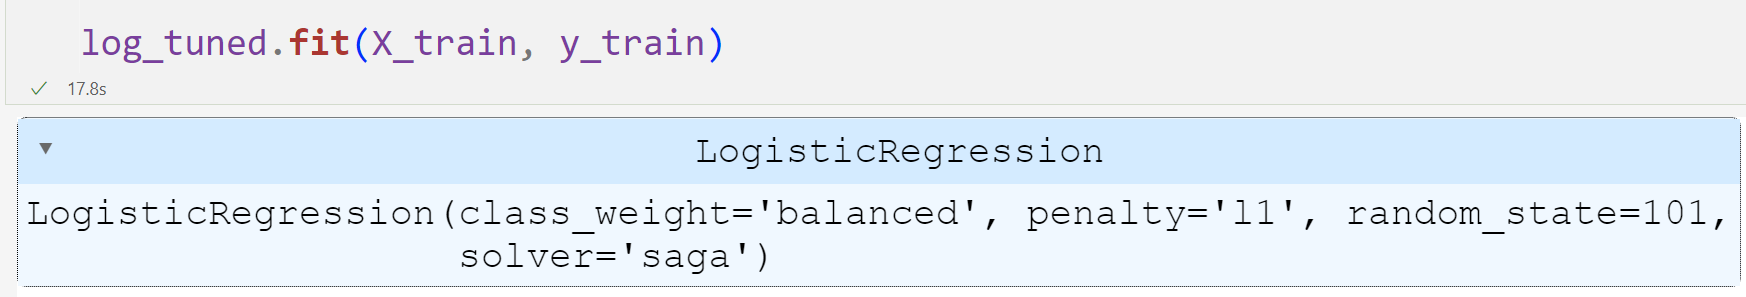 log_tuned.fit(X_train, y_train)
17.8s
LogisticRegression
LogisticRegression(class_weight='balanced', penalty='l1', random_state=101,
solver='saga')